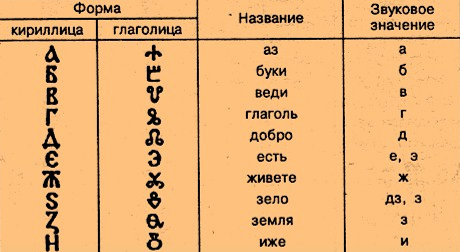 Форма Название Звуковое значение
кириллица глаголица
А Ⰰ аз а
Б Ⰱ буки б
В Ⰲ веди в
Г Ⰳ глаголь г
Д Ⰴ добро д
Є Ⰵ есть е, э
Ж Ⰶ живете ж
Ѕ Ⰷ зело дз, з
Ꙁ Ⰸ земля з
И иже и